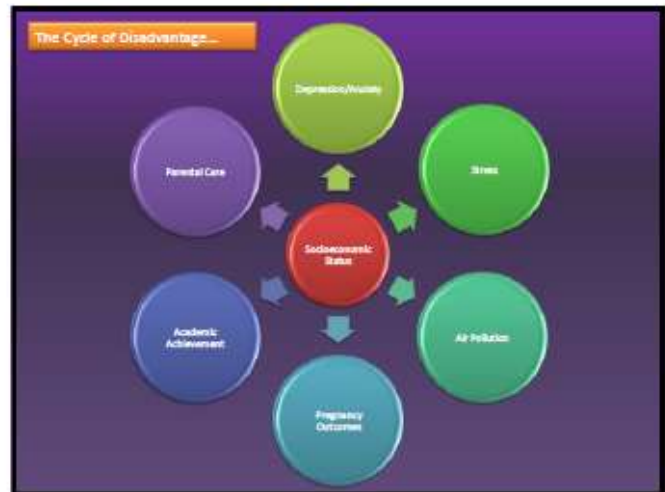 The Cycle of Disadvantage...
Depression/Anxiety
Parental Care
Stress
Socioeconomic
Status
Academic
Achievement
Air Pollution
Pregnancy
Outcomes